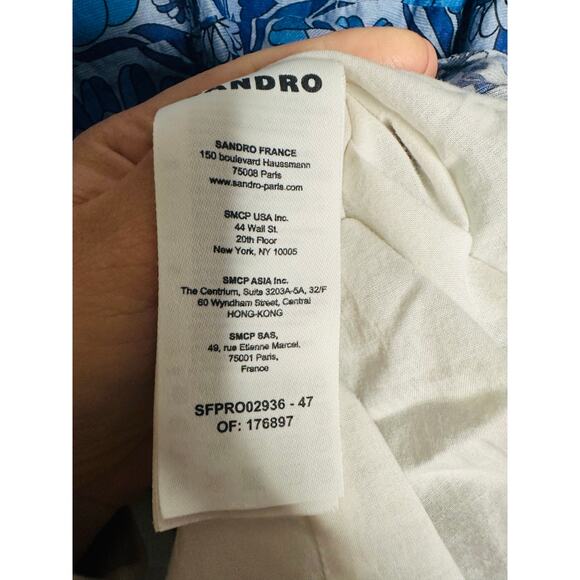 SANDRO
SANDRO FRANCE
150 boulevard Haussmann
75008 Paris
www.sandro-paris.com
SMCP USA Inc.
44 Wall St.
20th Floor
New York, NY 10005
SMCP ASIA Inc.
The Centrium, Suite 3203A-5A, 32/F
60 Wyndham Street, Central
HONG-KONG
SMCP SAS,
49, rue Etienne Marcel.
75001 Paris,
France
SFPRO02936 - 47
OF: 176897